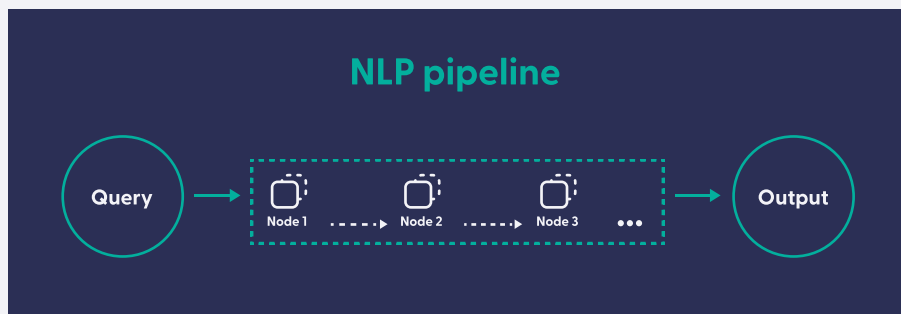 NLP pipeline
Query
Node 1
Node 2
Node 3
•••
Output